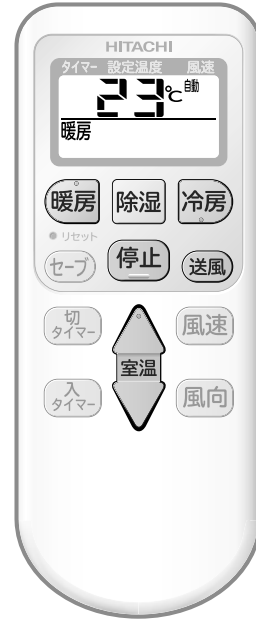 HITACHI
タイマー 設定温度 風速
23℃ 自動
暖房
暖房 除湿 冷房
● リセット
セーブ 停止 送風
切タイマー 風速
室温
入タイマー 風向